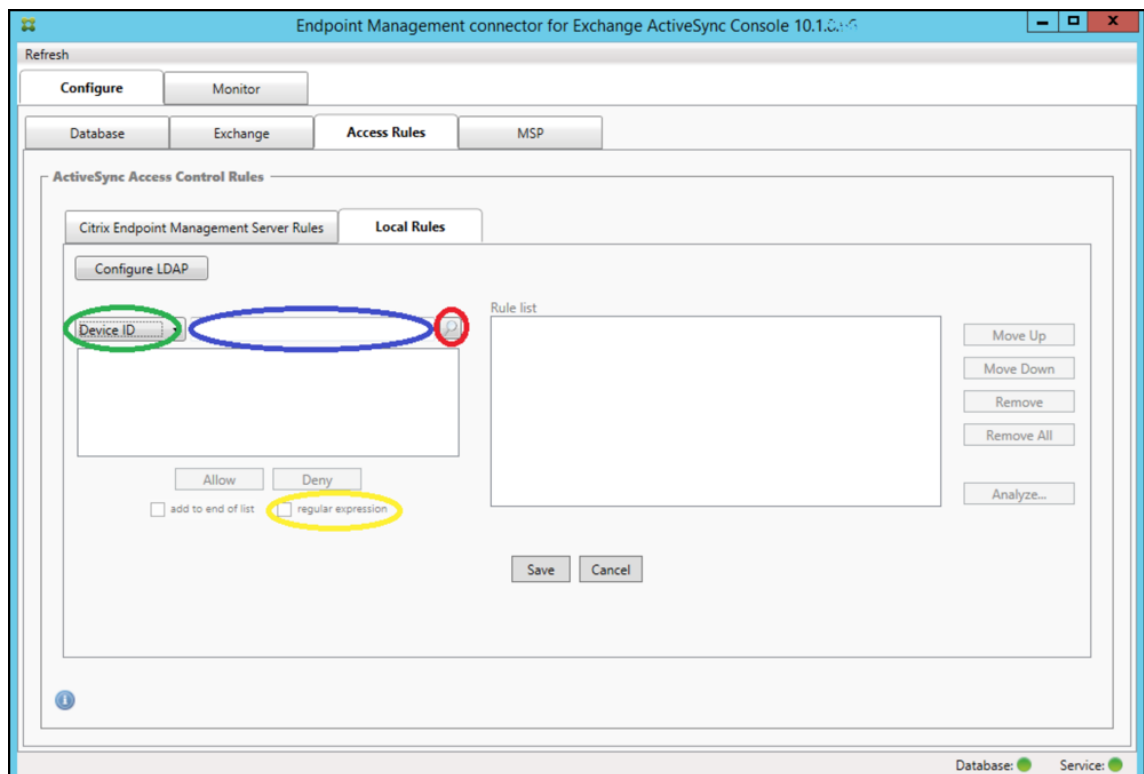 Endpoint Management connector for Exchange ActiveSync Console 10.1.
Refresh
Configure Monitor
Database Exchange Access Rules MSP
ActiveSync Access Control Rules
Citrix Endpoint Management Server Rules Local Rules
Configure LDAP
Rule list
Device ID
Move Up
Move Down
Remove
Remove All
Allow Deny
Analyze...
add to end of list regular expression
Save Cancel
Database: Service: